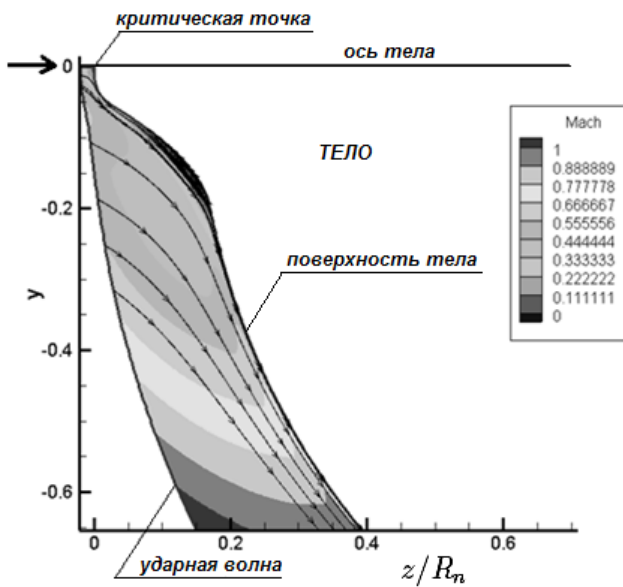 критическая точка
ось тела
0
ТЕЛО
Mach
1
0.888889
0.777778
0.666667
0.555556
0.444444
0.333333
0.222222
0.111111
0
-0.2
поверхность тела
y
-0.4
-0.6
0
0.2
0.4
0.6
ударная волна
z/Rₙ